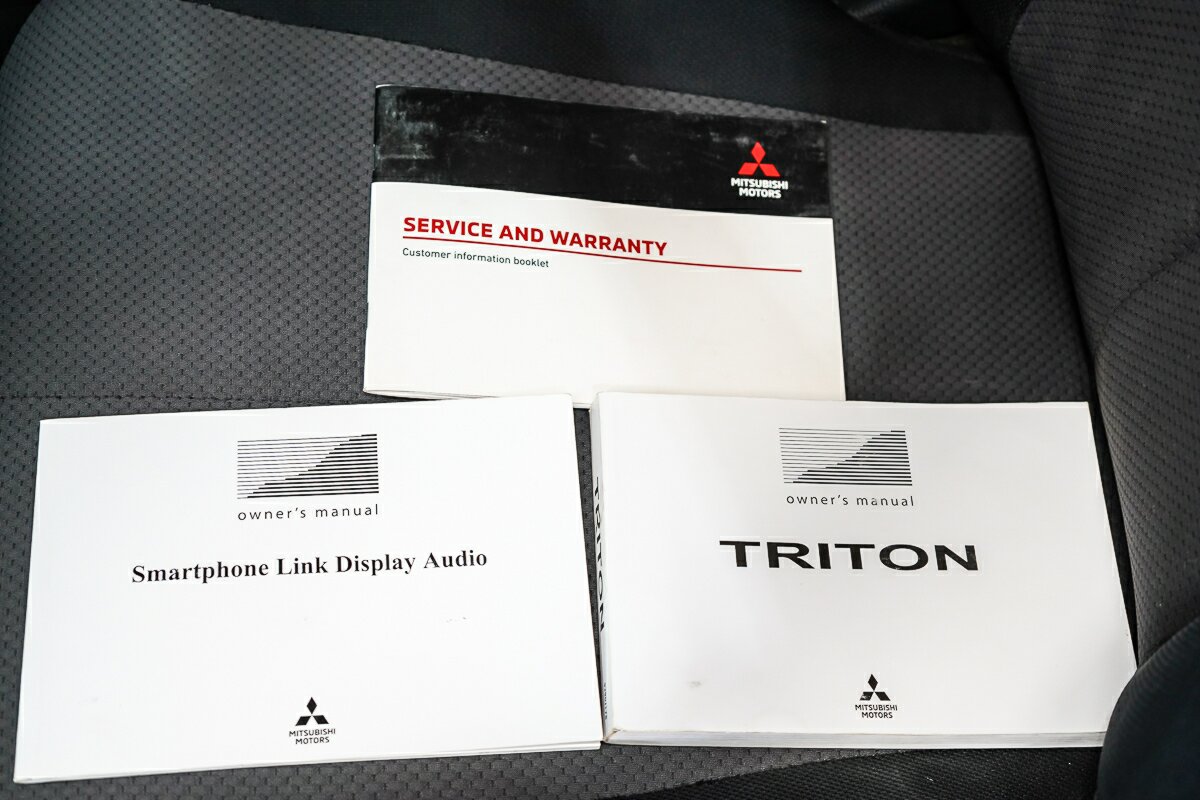 MITSUBISHI
MOTORS
SERVICE AND WARRANTY
Customer information booklet
owner's manual
Smartphone Link Display Audio
MITSUBISHI
MOTORS
owner's manual
TRITON
TRITON
MITSUBISHI
MOTORS